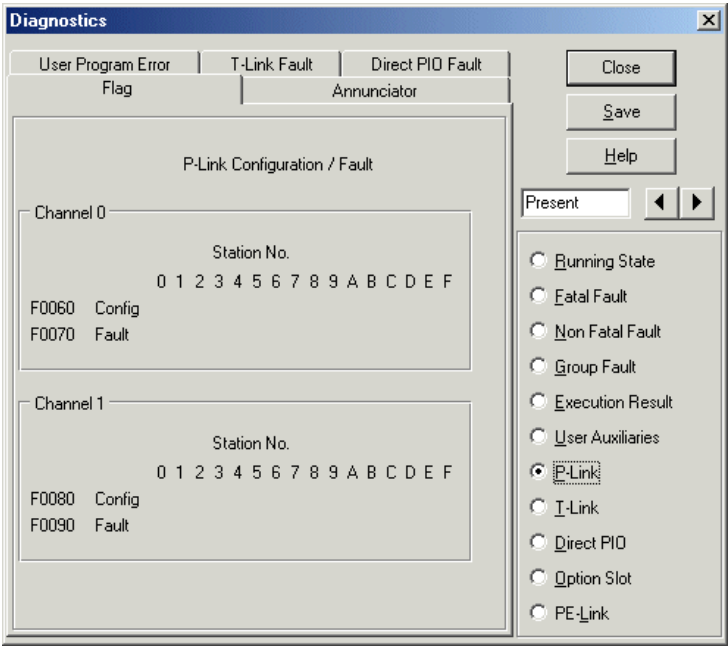 Diagnostics
User Program Error
T-Link Fault
Direct PIO Fault
Flag
Annunciator
P-Link Configuration / Fault
Channel 0
Station No.
0 1 2 3 4 5 6 7 8 9 A B C D E F
F0060 Config
F0070 Fault
Channel 1
Station No.
0 1 2 3 4 5 6 7 8 9 A B C D E F
F0080 Config
F0090 Fault
Close
Save
Help
Present
Running State
Fatal Fault
Non Fatal Fault
Group Fault
Execution Result
User Auxiliaries
P-Link
T-Link
Direct PIO
Option Slot
PE-Link